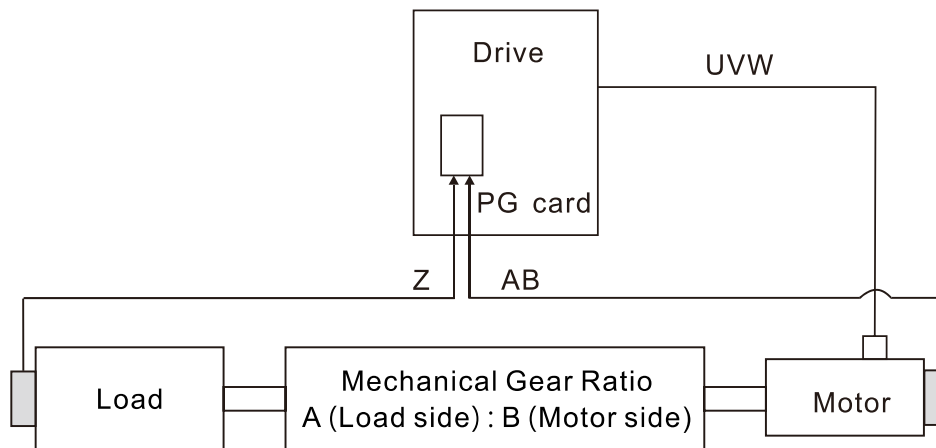 Drive
UVW
PG card
Z
AB
Load
Mechanical Gear Ratio
A (Load side) : B (Motor side)
Motor